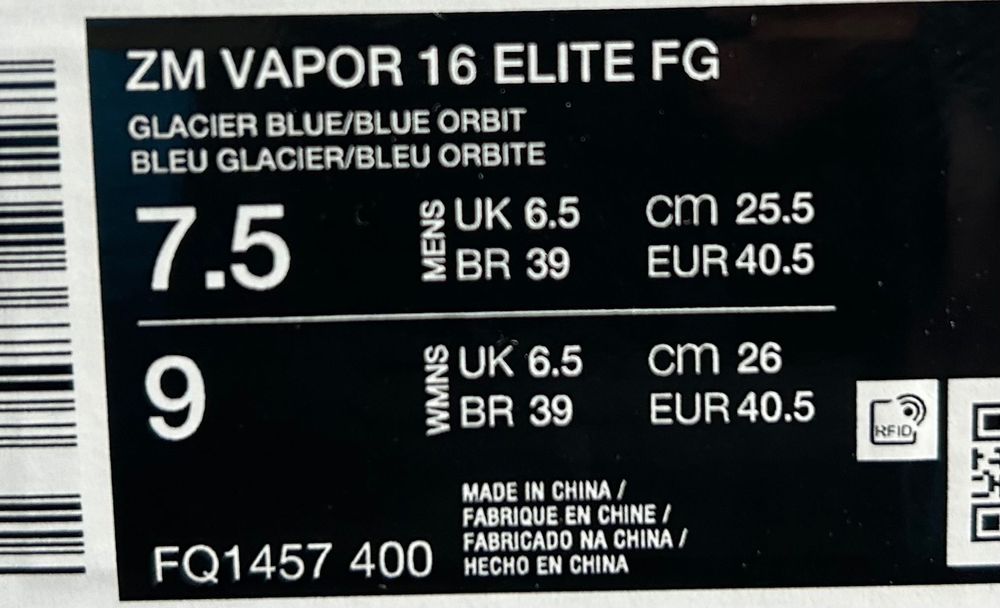 ZM VAPOR 16 ELITE FG
GLACIER BLUE/BLUE ORBIT
BLEU GLACIER/BLEU ORBITE
7.5 MENS UK 6.5 cm 25.5
BR 39 EUR 40.5
9 WMNS UK 6.5 cm 26
BR 39 EUR 40.5
RFID
MADE IN CHINA /
FABRIQUE EN CHINE /
FABRICADO NA CHINA /
HECHO EN CHINA
FQ1457 400